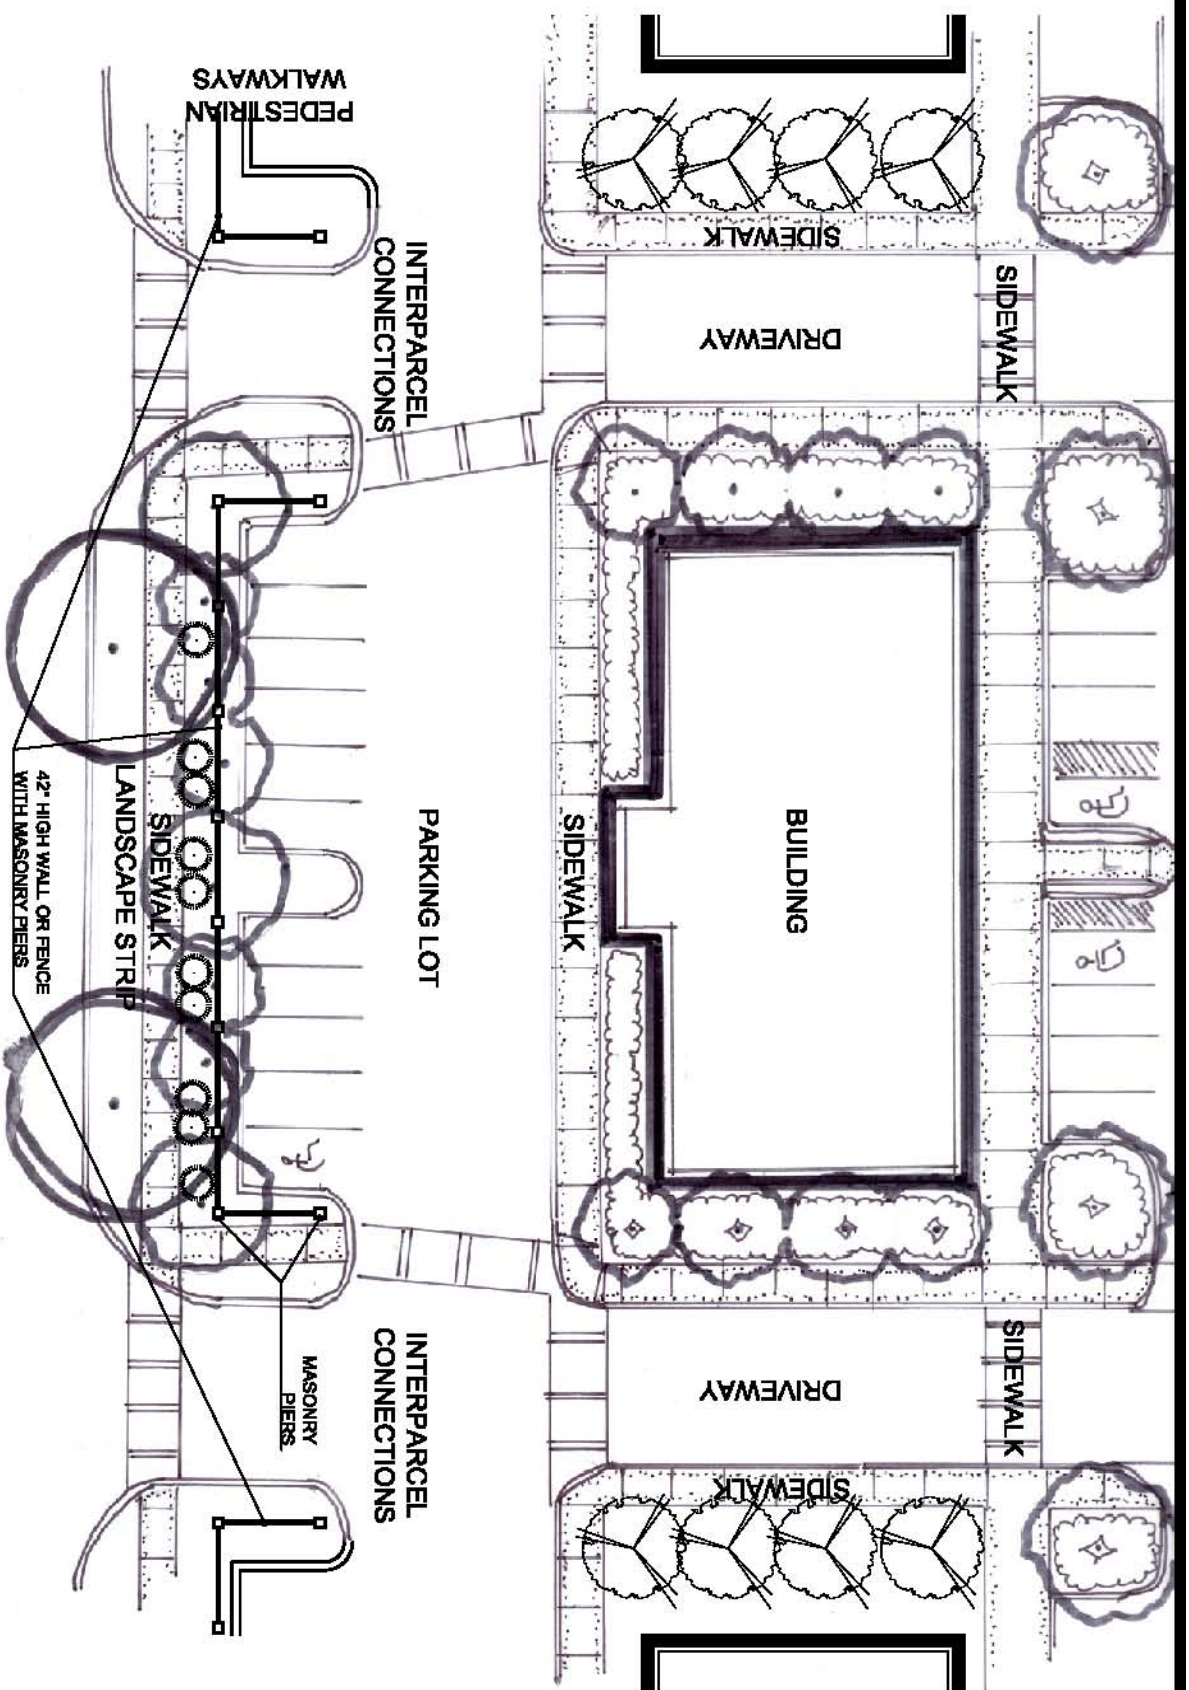 PEDESTRIAN
WALKWAYS
INTERPARCEL
CONNECTIONS
SIDEWALK
DRIVEWAY
SIDEWALK
BUILDING
SIDEWALK
PARKING LOT
SIDEWALK
LANDSCAPE STRIP
42" HIGH WALL OR FENCE
WITH MASONRY PIERS
MASONRY
PIERS
INTERPARCEL
CONNECTIONS
SIDEWALK
DRIVEWAY
SIDEWALK